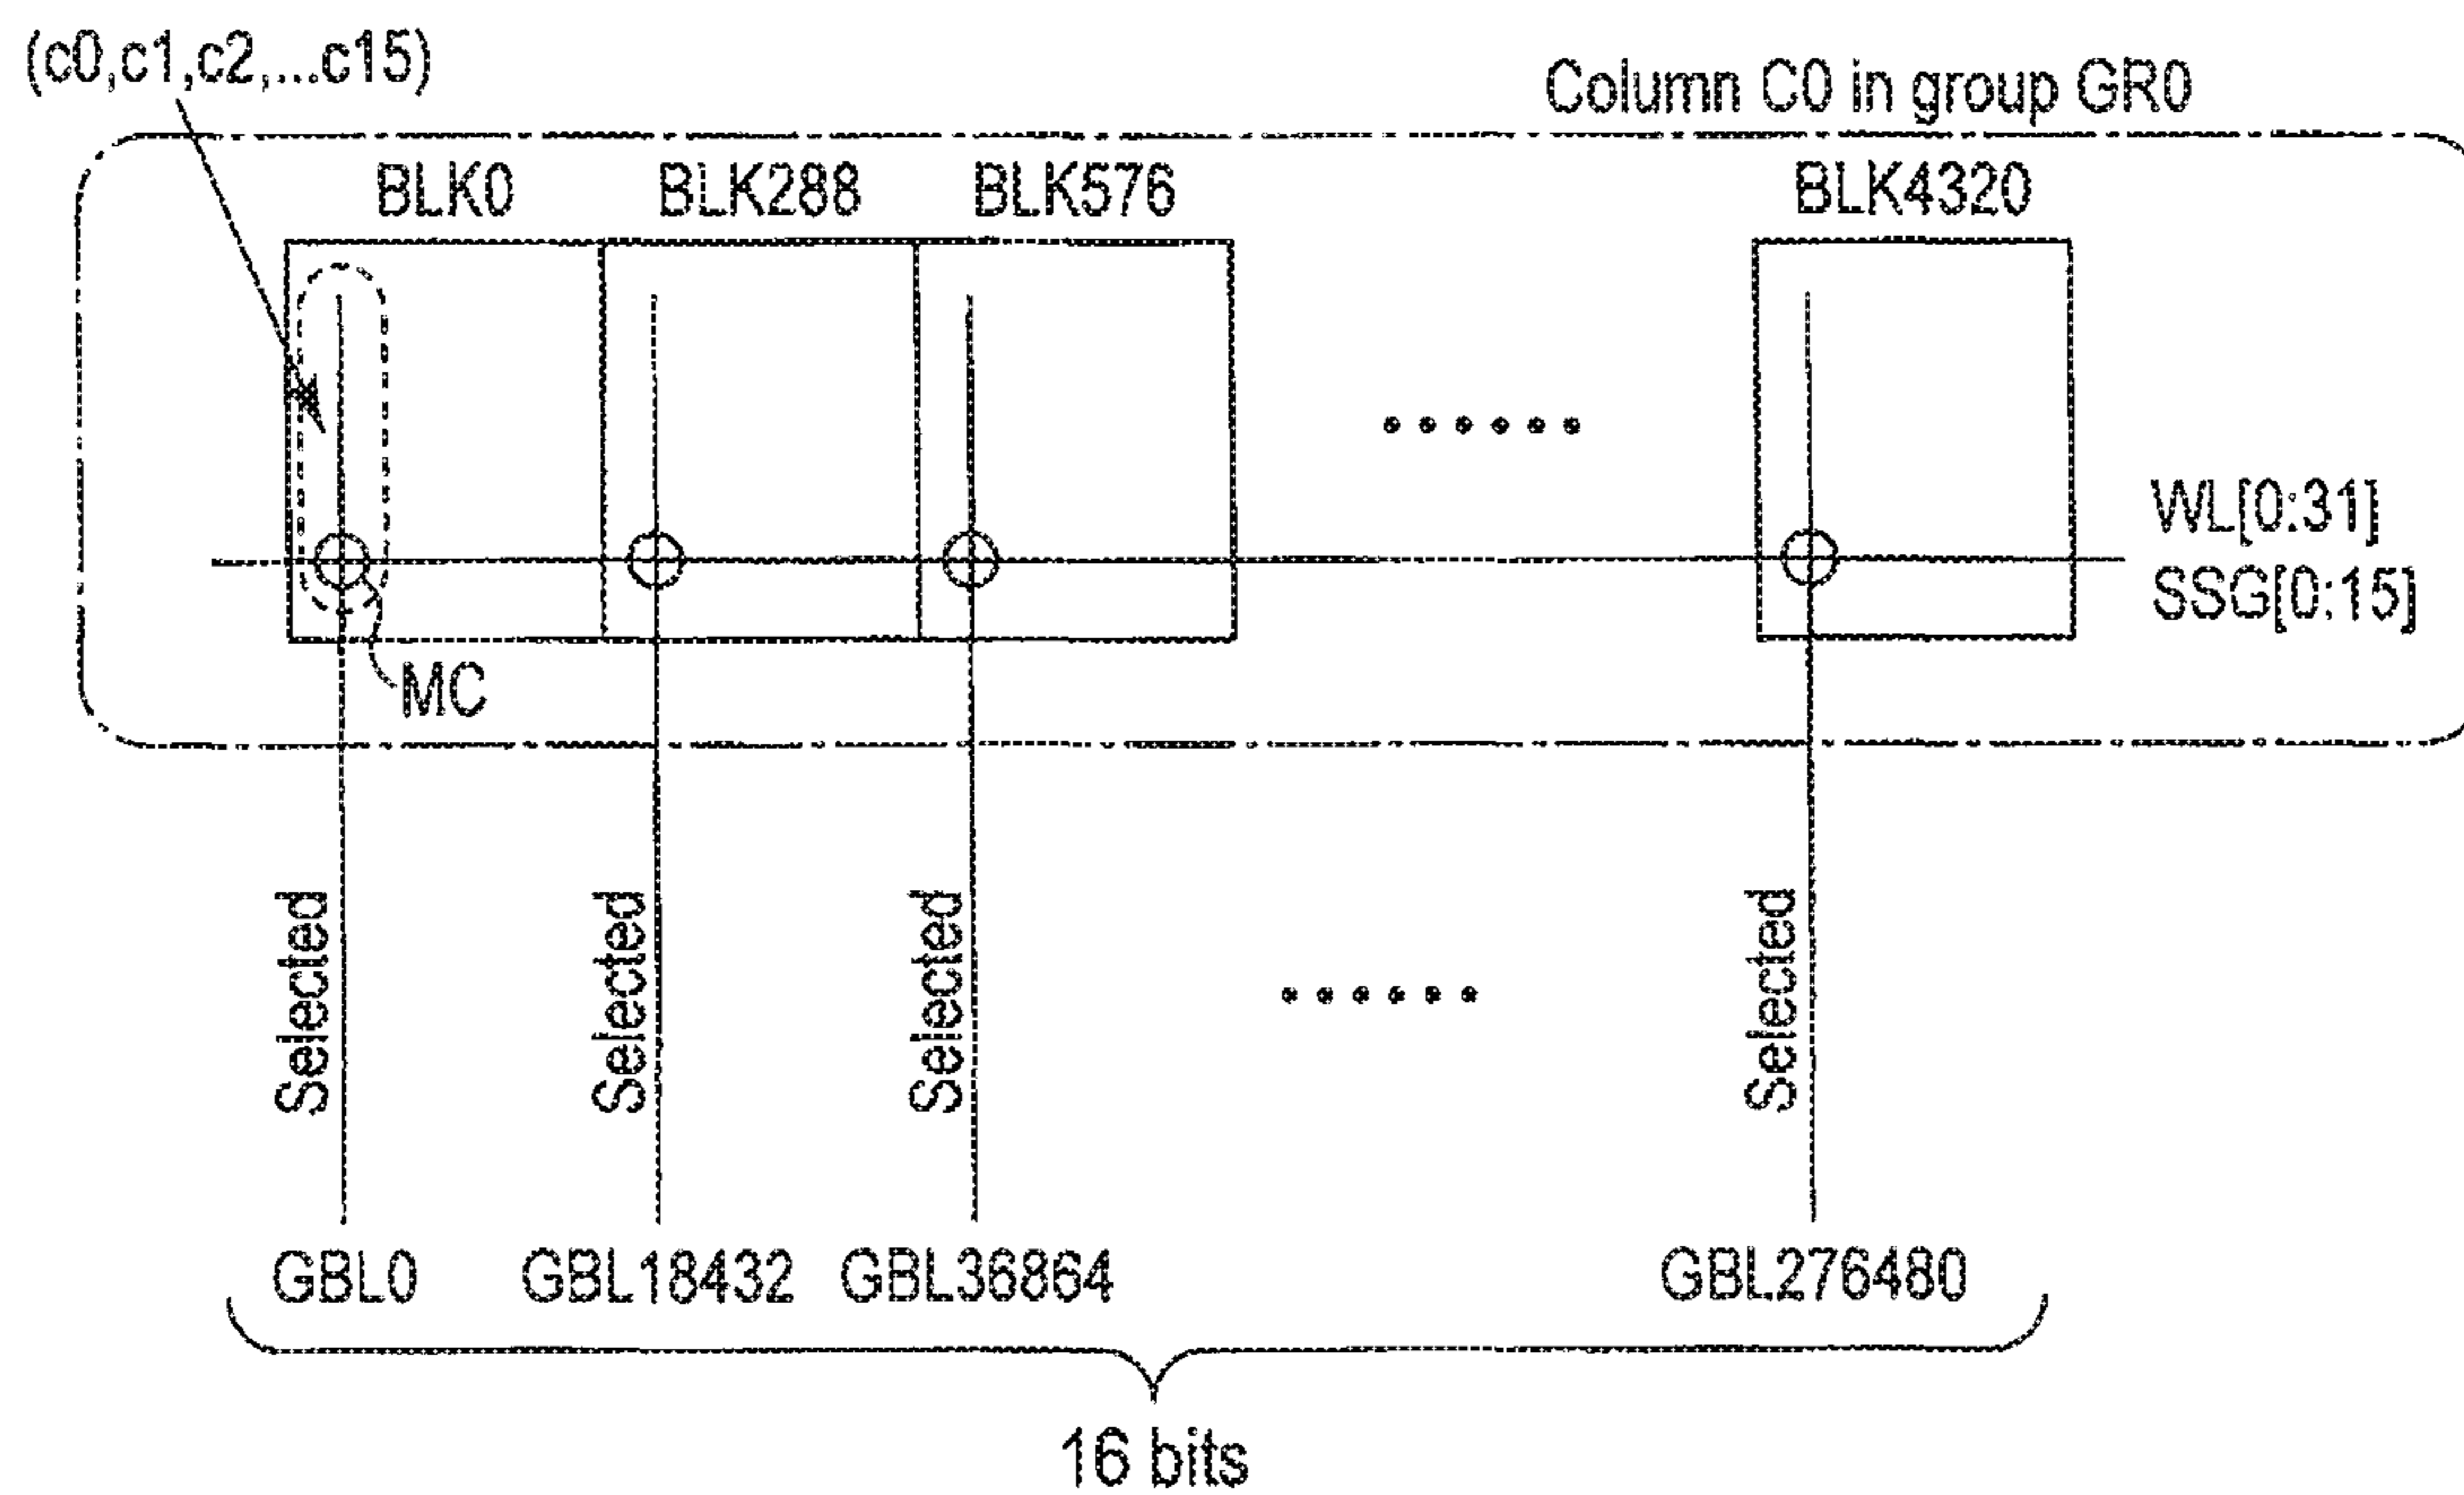 (c0,c1,c2,...c15)
Column C0 in group GR0
BLK0 BLK288 BLK576 BLK4320
WL[0:31]
SSG[0:15]
MC
Selected Selected Selected Selected
GBL0 GBL18432 GBL36864 GBL276480
16 bits